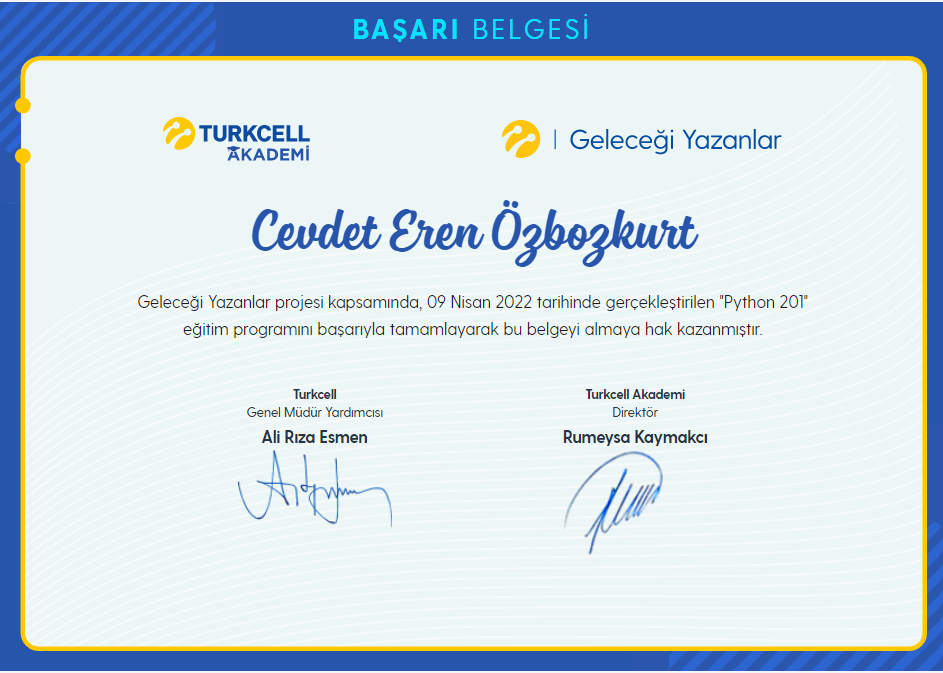 BAŞARI BELGESİ
TURKCELL
AKADEMİ
Geleceği Yazanlar
Cevdet Eren Özbozkurt
Geleceği Yazanlar projesi kapsamında, 09 Nisan 2022 tarihinde gerçekleştirilen "Python 201"
eğitim programını başarıyla tamamlayarak bu belgeyi almaya hak kazanmıştır.
Turkcell
Genel Müdür Yardımcısı
Ali Rıza Esmen
Turkcell Akademi
Direktör
Rumeysa Kaymakcı